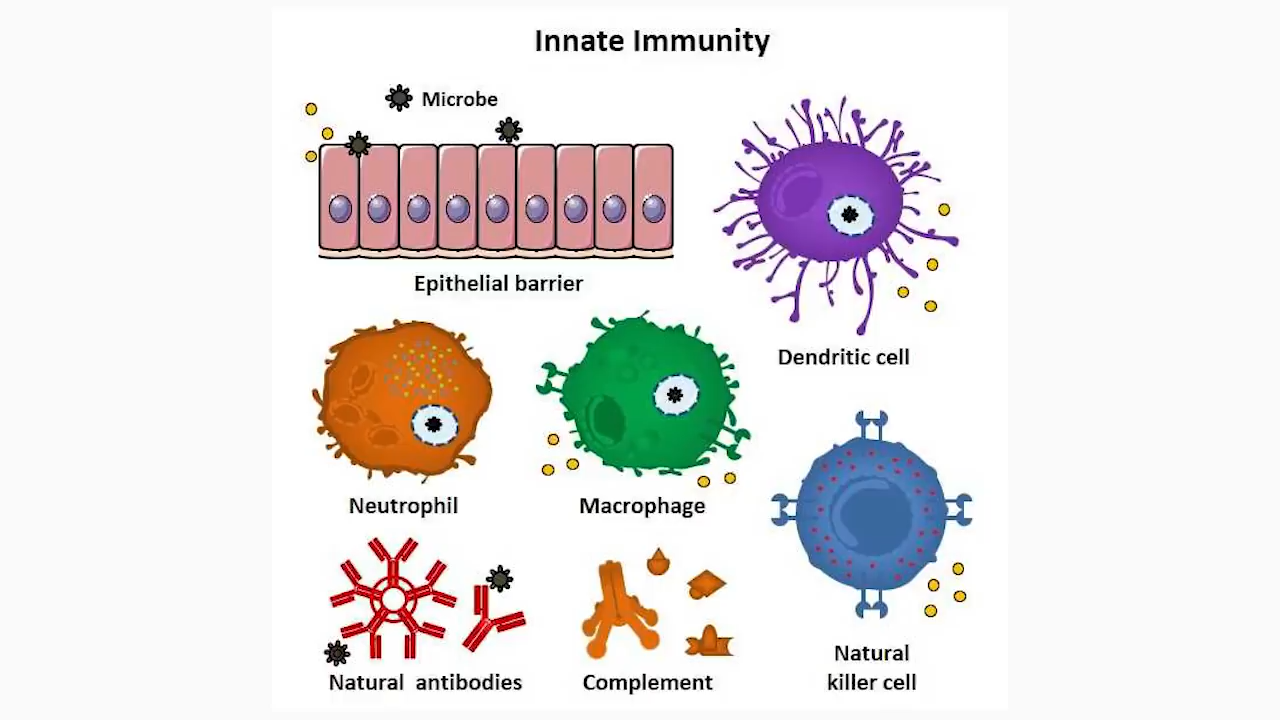 Innate Immunity
Microbe
Epithelial barrier
Dendritic cell
Neutrophil
Macrophage
Natural antibodies
Complement
Natural
killer cell